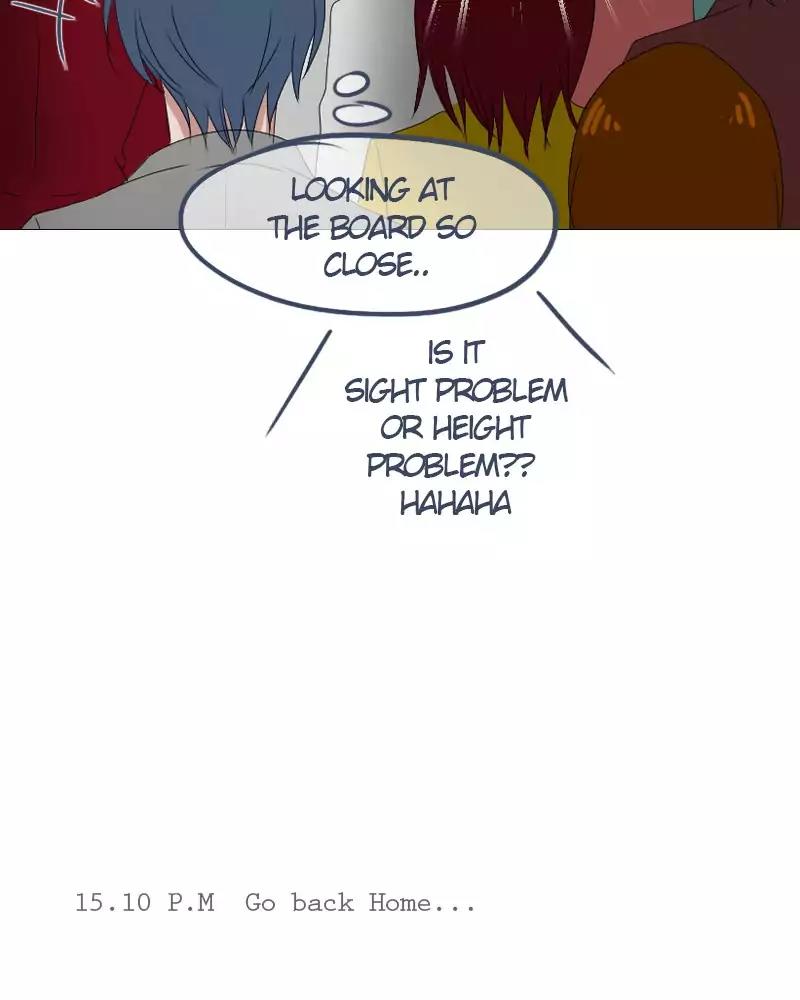 LOOKING AT
THE BOARD SO
CLOSE..
IS IT
SIGHT PROBLEM
OR HEIGHT
PROBLEM??
HAHAHA
15.10 P.M Go back Home...